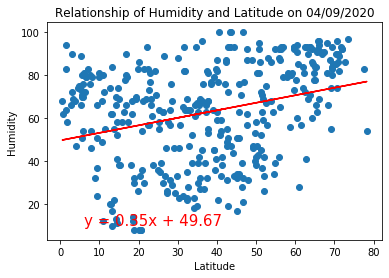 Relationship of Humidity and Latitude on 04/09/2020
100
80
60
40
20
Humidity
y = 0.35x + 49.67
0 10 20 30 40 50 60 70 80
Latitude